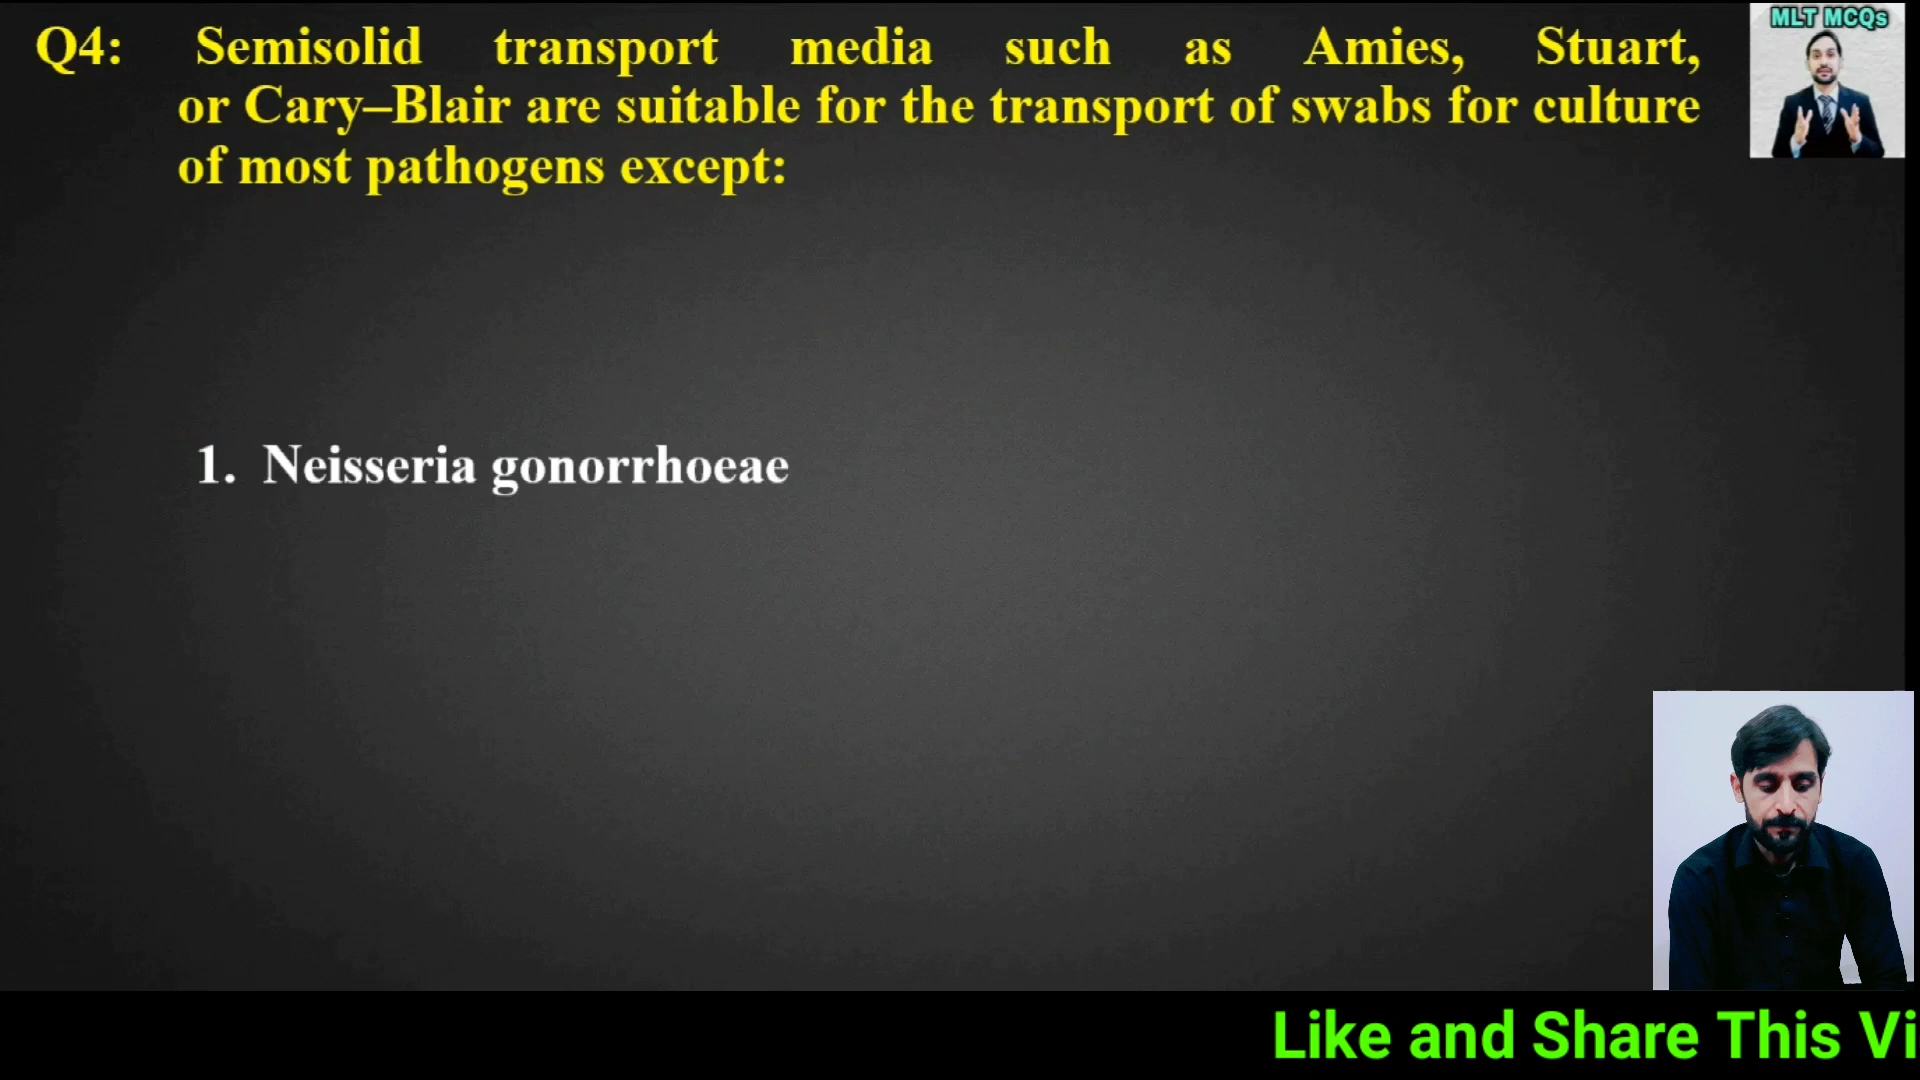 MLT MCQs
Q4: Semisolid transport media such as Amies, Stuart,
or Cary–Blair are suitable for the transport of swabs for culture
of most pathogens except:
1. Neisseria gonorrhoeae
Like and Share This Vi